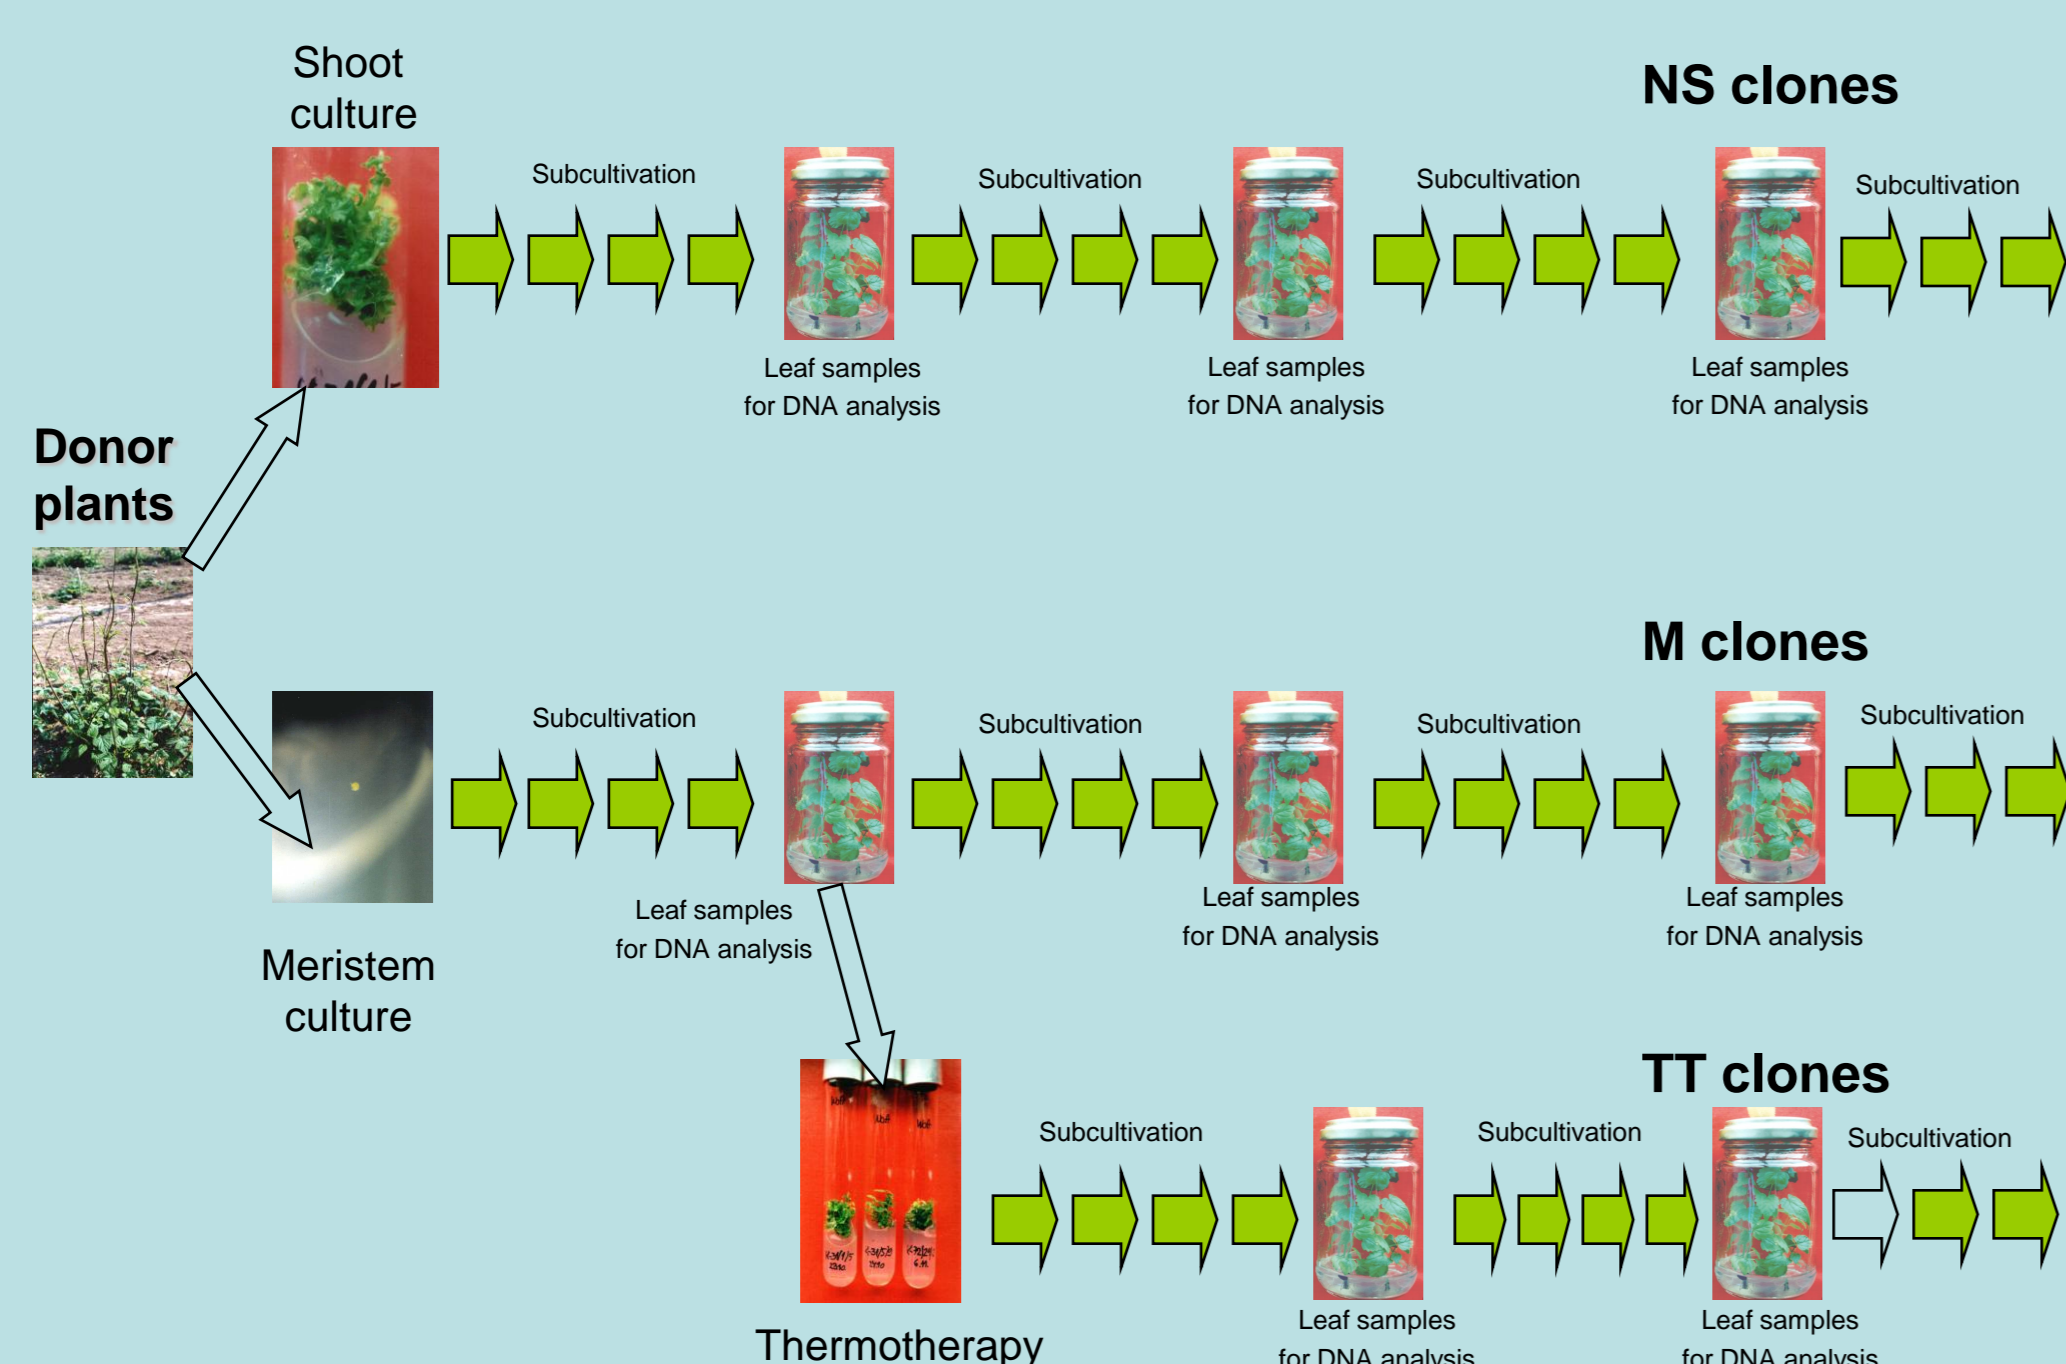 Shoot
culture
NS clones
Subcultivation
Subcultivation
Subcultivation
Subcultivation
Leaf samples
for DNA analysis
Leaf samples
for DNA analysis
Leaf samples
for DNA analysis
Donor
plants
M clones
Subcultivation
Subcultivation
Subcultivation
Subcultivation
Leaf samples
for DNA analysis
Leaf samples
for DNA analysis
Leaf samples
for DNA analysis
Meristem
culture
TT clones
Subcultivation
Subcultivation
Subcultivation
Thermotherapy
Leaf samples
for DNA analysis
Leaf samples
for DNA analysis